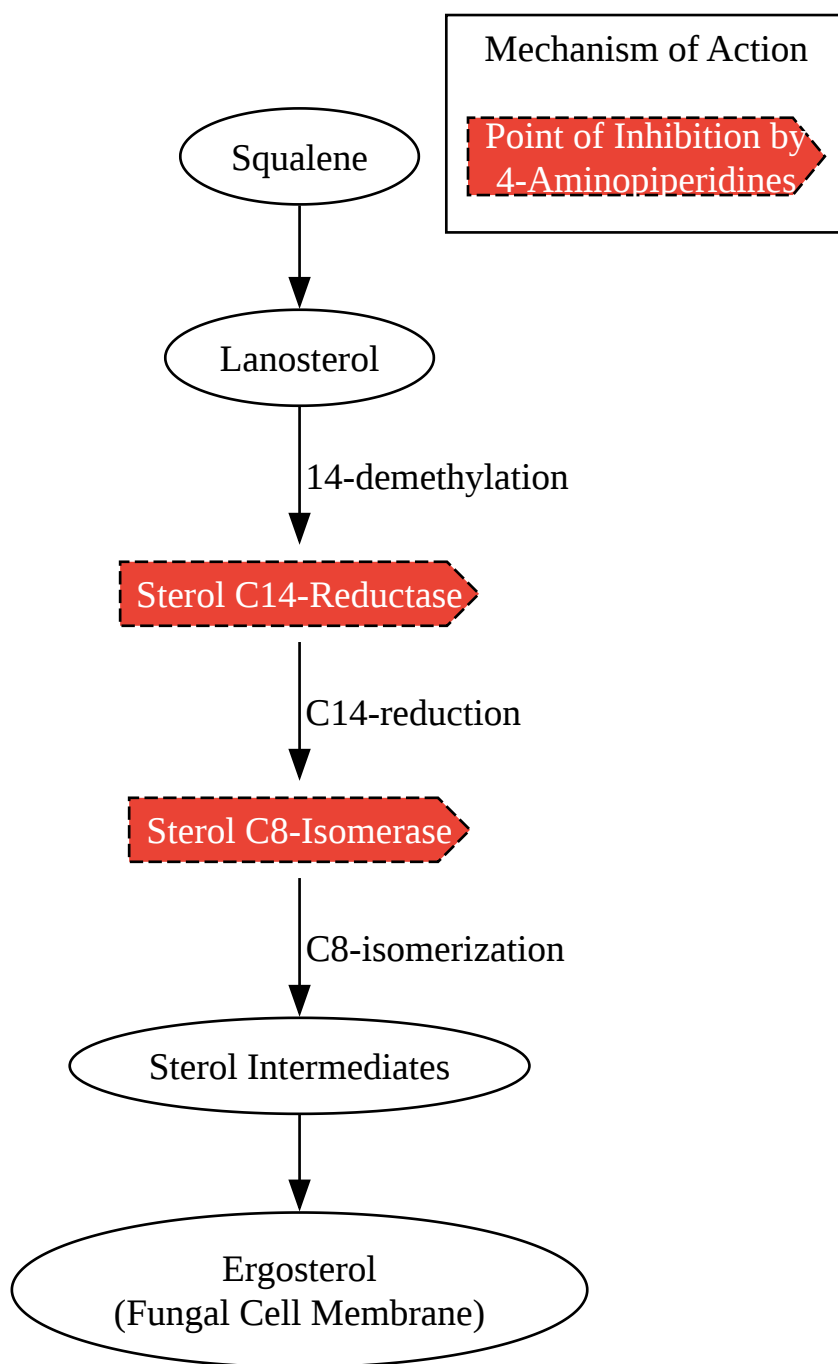 Mechanism of Action
Point of Inhibition by
4-Aminopiperidines
Squalene
Lanosterol
14-demethylation
Sterol C14-Reductase
C14-reduction
Sterol C8-Isomerase
C8-isomerization
Sterol Intermediates
Ergosterol
(Fungal Cell Membrane)